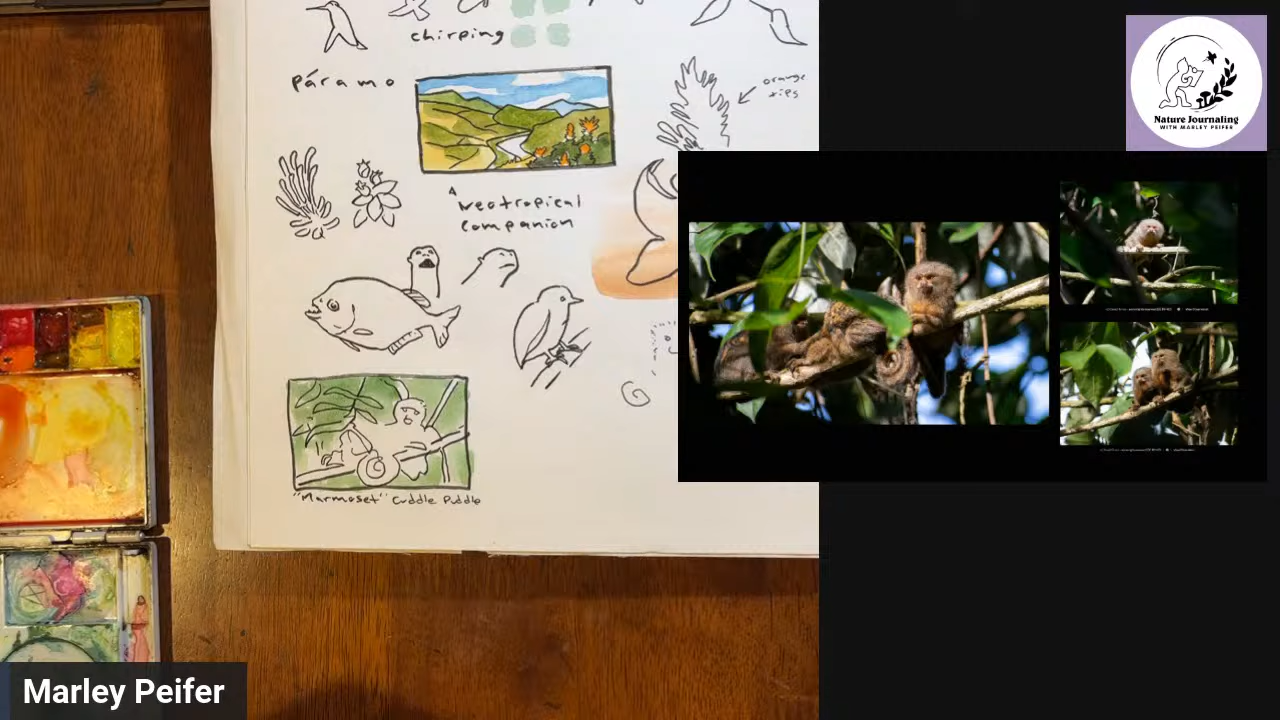 chirping
páramo
orange
tips
A Neotropical
companion
"Marmoset" Cuddle Puddle
Nature Journaling
WITH MARLEY PEIFER
Marley Peifer